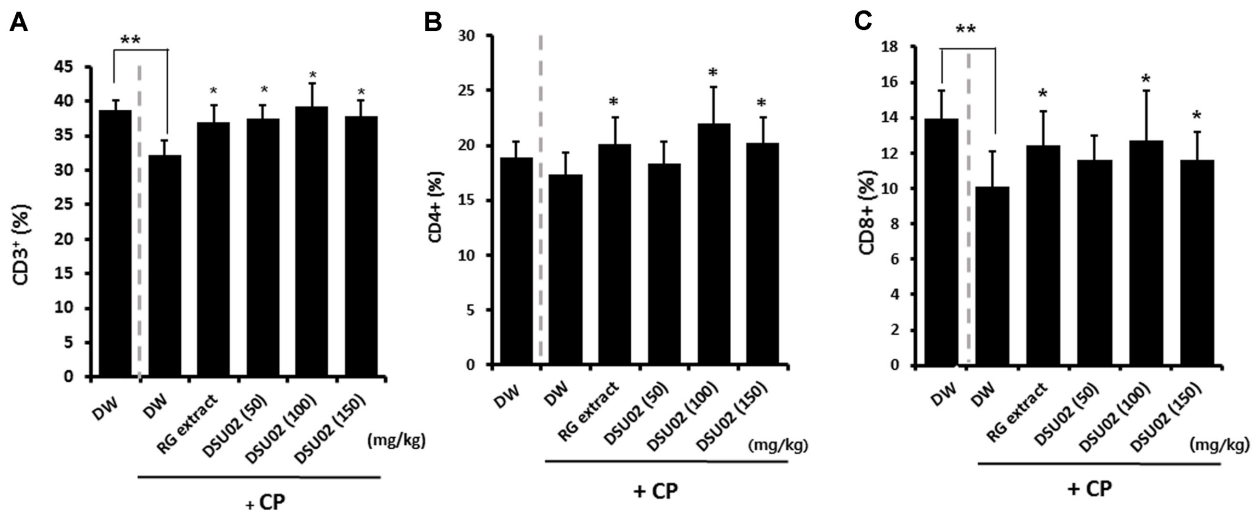 A
**
45
40
35
30
25
20
15
10
5
0
CD3+ (%)
* * * *
DW
DW
RG extract
DSU02 (50)
DSU02 (100)
DSU02 (150)
(mg/kg)
+ CP
B
30
25
20
15
10
5
0
CD4+ (%)
* * *
DW
DW
RG extract
DSU02 (50)
DSU02 (100)
DSU02 (150)
(mg/kg)
+ CP
C
**
18
16
14
12
10
8
6
4
2
0
CD8+ (%)
* * *
DW
DW
RG extract
DSU02 (50)
DSU02 (100)
DSU02 (150)
(mg/kg)
+ CP